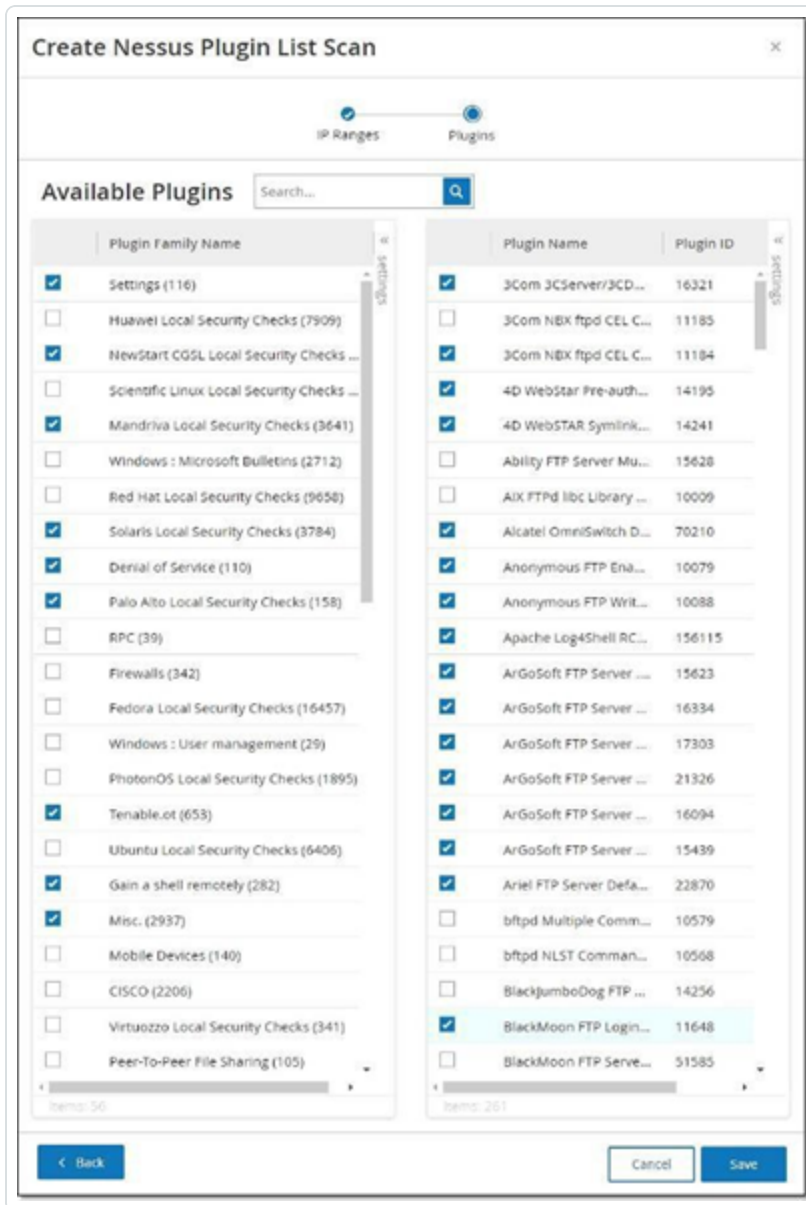 Create Nessus Plugin List Scan
IP Ranges
Plugins
Available Plugins
Search...
Plugin Family Name
settings
Settings (116)
Huawei Local Security Checks (7909)
NewStart CGSL Local Security Checks ...
Scientific Linux Local Security Checks ...
Mandriva Local Security Checks (3641)
Windows : Microsoft Bulletins (2712)
Red Hat Local Security Checks (9658)
Solaris Local Security Checks (3784)
Denial of Service (110)
Palo Alto Local Security Checks (158)
RPC (39)
Firewalls (342)
Fedora Local Security Checks (16457)
Windows : User management (29)
PhotonOS Local Security Checks (1895)
Tenable.ot (653)
Ubuntu Local Security Checks (6406)
Gain a shell remotely (282)
Misc. (2937)
Mobile Devices (140)
CISCO (2206)
Virtuozzo Local Security Checks (341)
Peer-To-Peer File Sharing (105)
Items: 56
Plugin Name Plugin ID
settings
3Com 3CServer/3CD... 16321
3Com NBX ftpd CEL C... 11185
3Com NBX ftpd CEL C... 11184
4D WebStar Pre-auth... 14195
4D WebSTAR Symlink... 14241
Ability FTP Server Mu... 15628
AIX FTPd libc Library ... 10009
Alcatel OmniSwitch D... 70210
Anonymous FTP Ena... 10079
Anonymous FTP Writ... 10088
Apache Log4Shell RC... 156115
ArGoSoft FTP Server .... 15623
ArGoSoft FTP Server ... 16334
ArGoSoft FTP Server ... 17303
ArGoSoft FTP Server ... 21326
ArGoSoft FTP Server ... 16094
ArGoSoft FTP Server ... 15439
Ariel FTP Server Defa... 22870
bftpd Multiple Comm... 10579
bftpd NLST Comman... 10568
BlackJumboDog FTP ... 14256
BlackMoon FTP Login... 11648
BlackMoon FTP Serve... 51585
Items: 261
Back
Cancel
Save